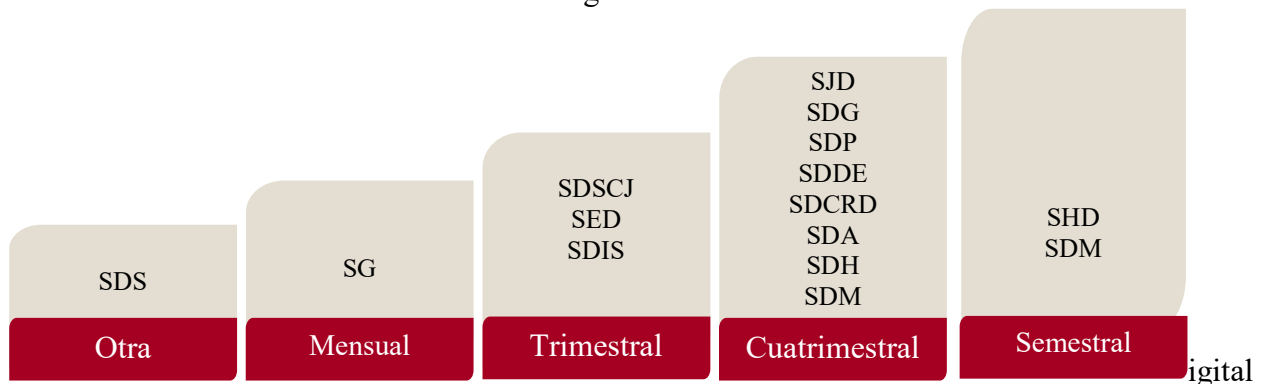 g
SDS
Otra
SG
Mensual
SDSCJ
SED
SDIS
Trimestral
SJD
SDG
SDP
SDDE
SDCRD
SDA
SDH
SDM
Cuatrimestral
SHD
SDM
Semestral
igital